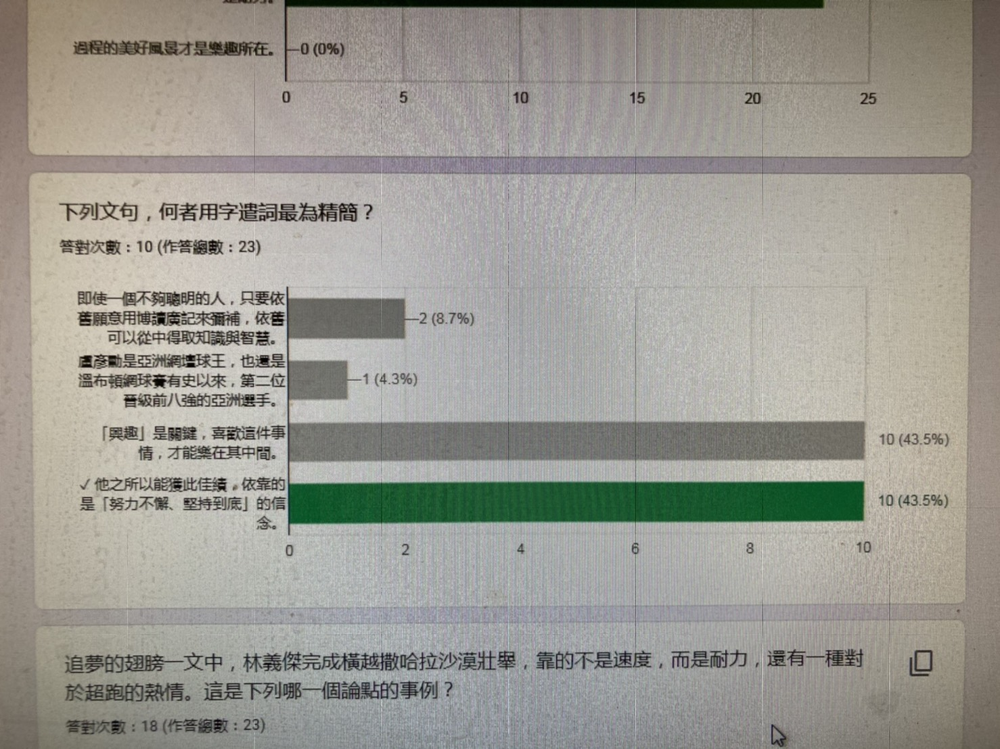 過程的美好風景才是樂趣所在。
0 (0%)
0 5 10 15 20 25
下列文句，何者用字遣詞最為精簡？
答對次數：10 (作答總數：23)
即使一個不夠聰明的人，只要依
舊願意用博讀廣記來彌補，依舊
可以從中得取知識與智慧。
2 (8.7%)
盧彥勳是亞洲網壇球王，也還是
溫布頓網球賽有史以來，第二位
晉級前八強的亞洲選手。
1 (4.3%)
「興趣」是關鍵，喜歡這件事
情，才能樂在其中間。
10 (43.5%)
✓ 他之所以能獲此佳績，依靠的
是「努力不懈、堅持到底」的信
念。
10 (43.5%)
0 2 4 6 8 10
追夢的翅膀一文中，林義傑完成橫越撒哈拉沙漠壯舉，靠的不是速度，而是耐力，還有一種對
於超跑的熱情。這是下列哪一個論點的事例？
答對次數：18 (作答總數：23)